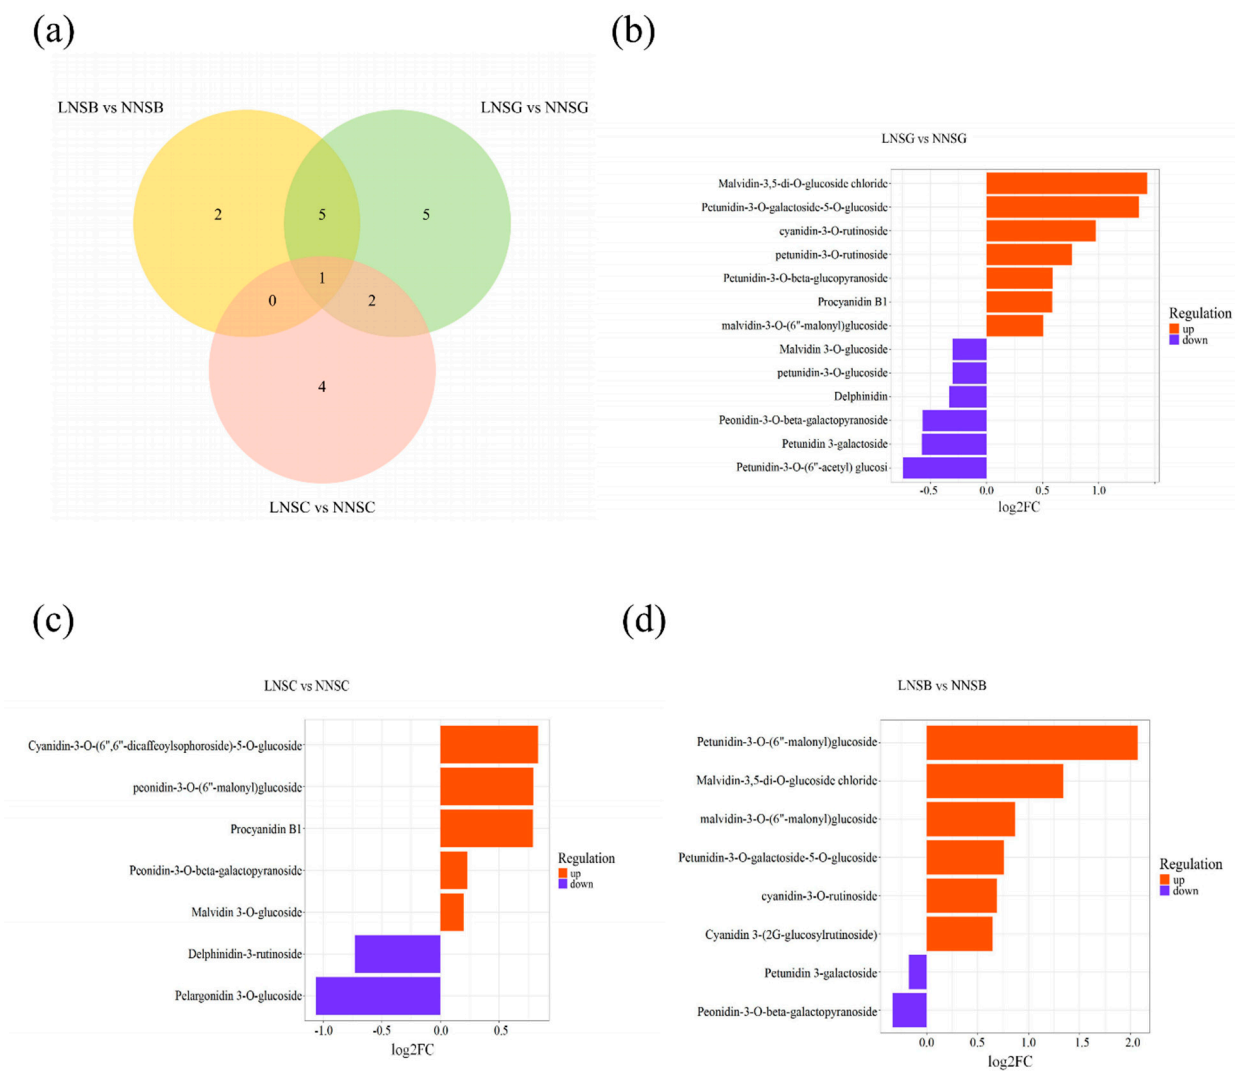 (a)
LNSB vs NNSB
LNSG vs NNSG
2
5
5
1
0
2
4
LNSC vs NNSC
(b)
LNSG vs NNSG
Malvidin-3,5-di-O-glucoside chloride
Petunidin-3-O-galactoside-5-O-glucoside
cyanidin-3-O-rutinoside
petunidin-3-O-rutinoside
Petunidin-3-O-beta-glucopyranoside
Procyanidin B1
malvidin-3-O-(6"-malonyl)glucoside
Malvidin 3-O-glucoside
petunidin-3-O-glucoside
Delphinidin
Peonidin-3-O-beta-galactopyranoside
Petunidin 3-galactoside
Petunidin-3-O-(6"-acetyl) glucosi
-0.5 0.0 0.5 1.0
log2FC
Regulation
up
down
(c)
LNSC vs NNSC
Cyanidin-3-O-(6",6"-dicaffeoylsophoroside)-5-O-glucoside
peonidin-3-O-(6"-malonyl)glucoside
Procyanidin B1
Peonidin-3-O-beta-galactopyranoside
Malvidin 3-O-glucoside
Delphinidin-3-rutinoside
Pelargonidin 3-O-glucoside
-1.0 -0.5 0.0 0.5
log2FC
Regulation
up
down
(d)
LNSB vs NNSB
Petunidin-3-O-(6"-malonyl)glucoside
Malvidin-3,5-di-O-glucoside chloride
malvidin-3-O-(6"-malonyl)glucoside
Petunidin-3-O-galactoside-5-O-glucoside
cyanidin-3-O-rutinoside
Cyanidin 3-(2G-glucosylrutinoside)
Petunidin 3-galactoside
Peonidin-3-O-beta-galactopyranoside
0.0 0.5 1.0 1.5 2.0
log2FC
Regulation
up
down